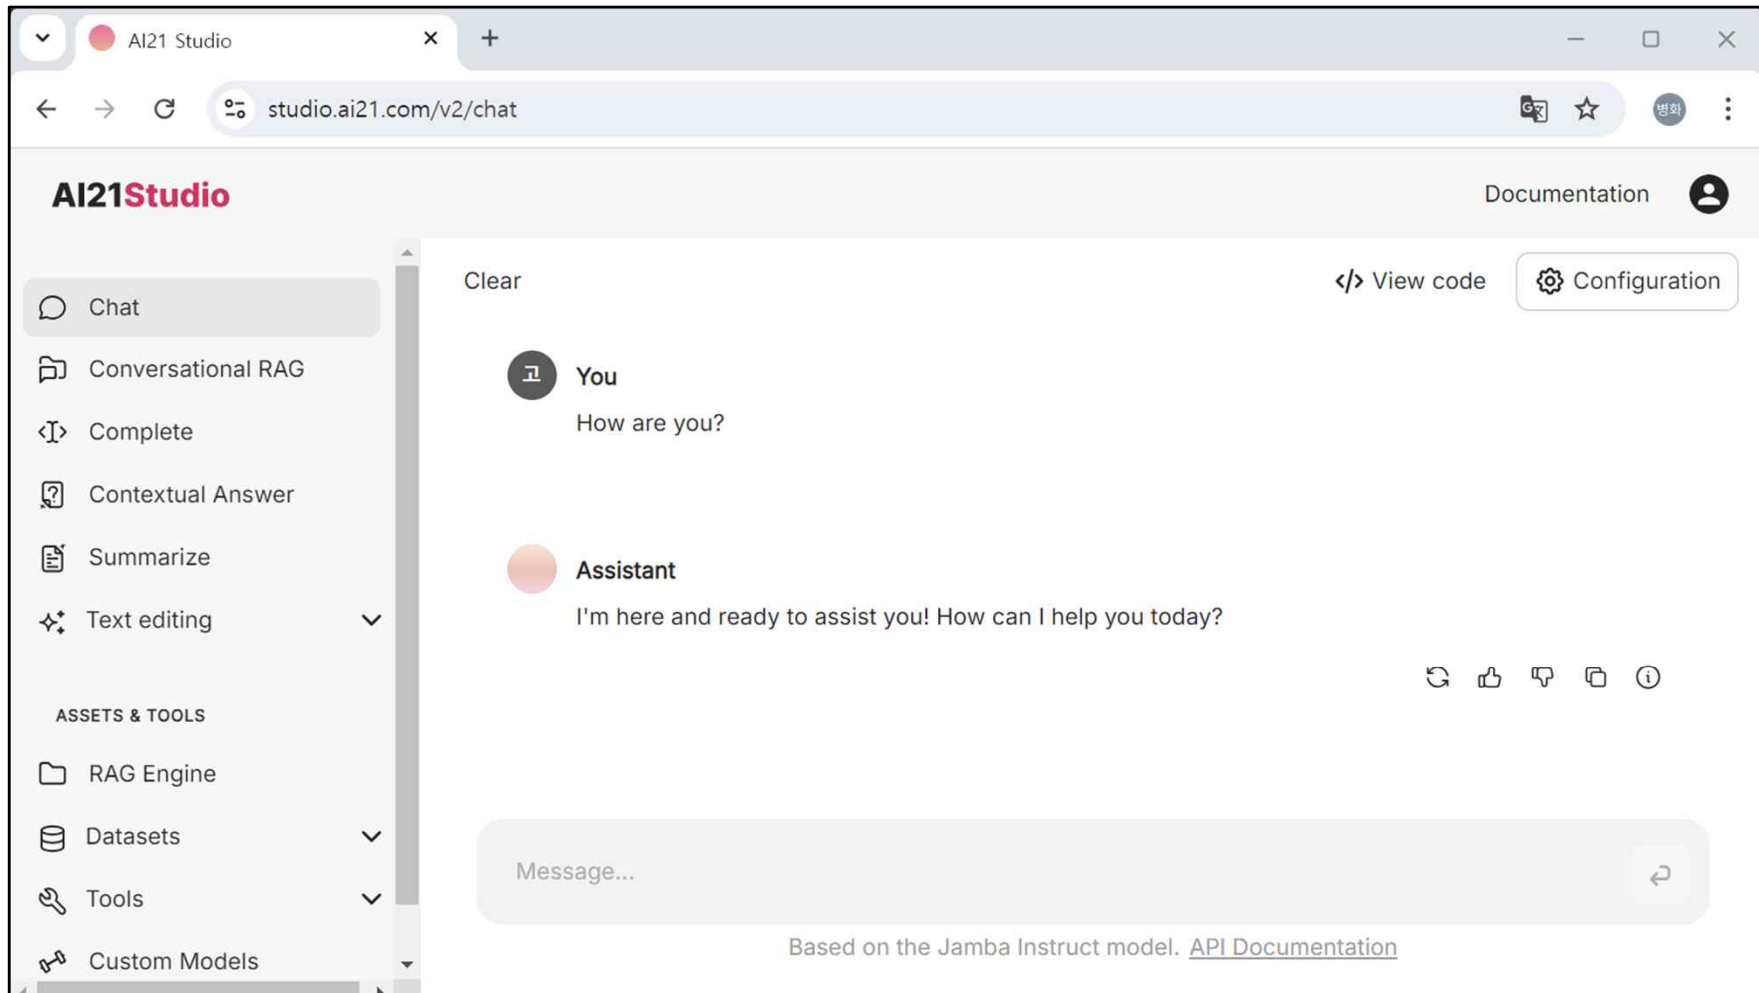 AI21 Studio
studio.ai21.com/v2/chat
병화
AI21Studio
Documentation
Chat
Conversational RAG
Complete
Contextual Answer
Summarize
Text editing
ASSETS & TOOLS
RAG Engine
Datasets
Tools
Custom Models
Clear
</> View code
Configuration
고
You
How are you?
Assistant
I'm here and ready to assist you! How can I help you today?
Message...
Based on the Jamba Instruct model. API Documentation